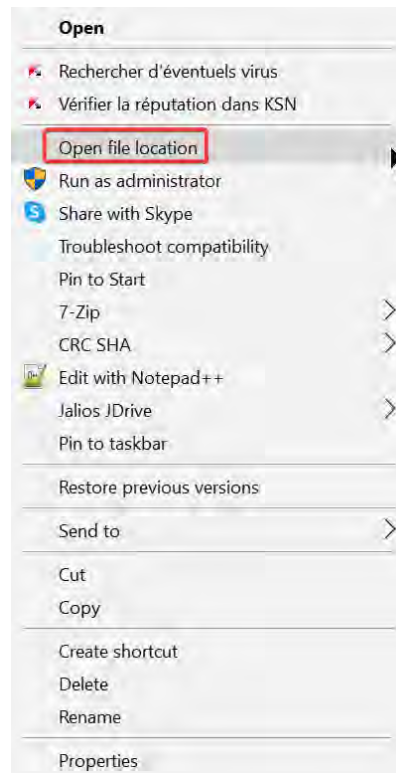 Open
Rechercher d'éventuels virus
Vérifier la réputation dans KSN
Open file location
Run as administrator
Share with Skype
Troubleshoot compatibility
Pin to Start
7-Zip
CRC SHA
Edit with Notepad++
Jalios JDrive
Pin to taskbar
Restore previous versions
Send to
Cut
Copy
Create shortcut
Delete
Rename
Properties